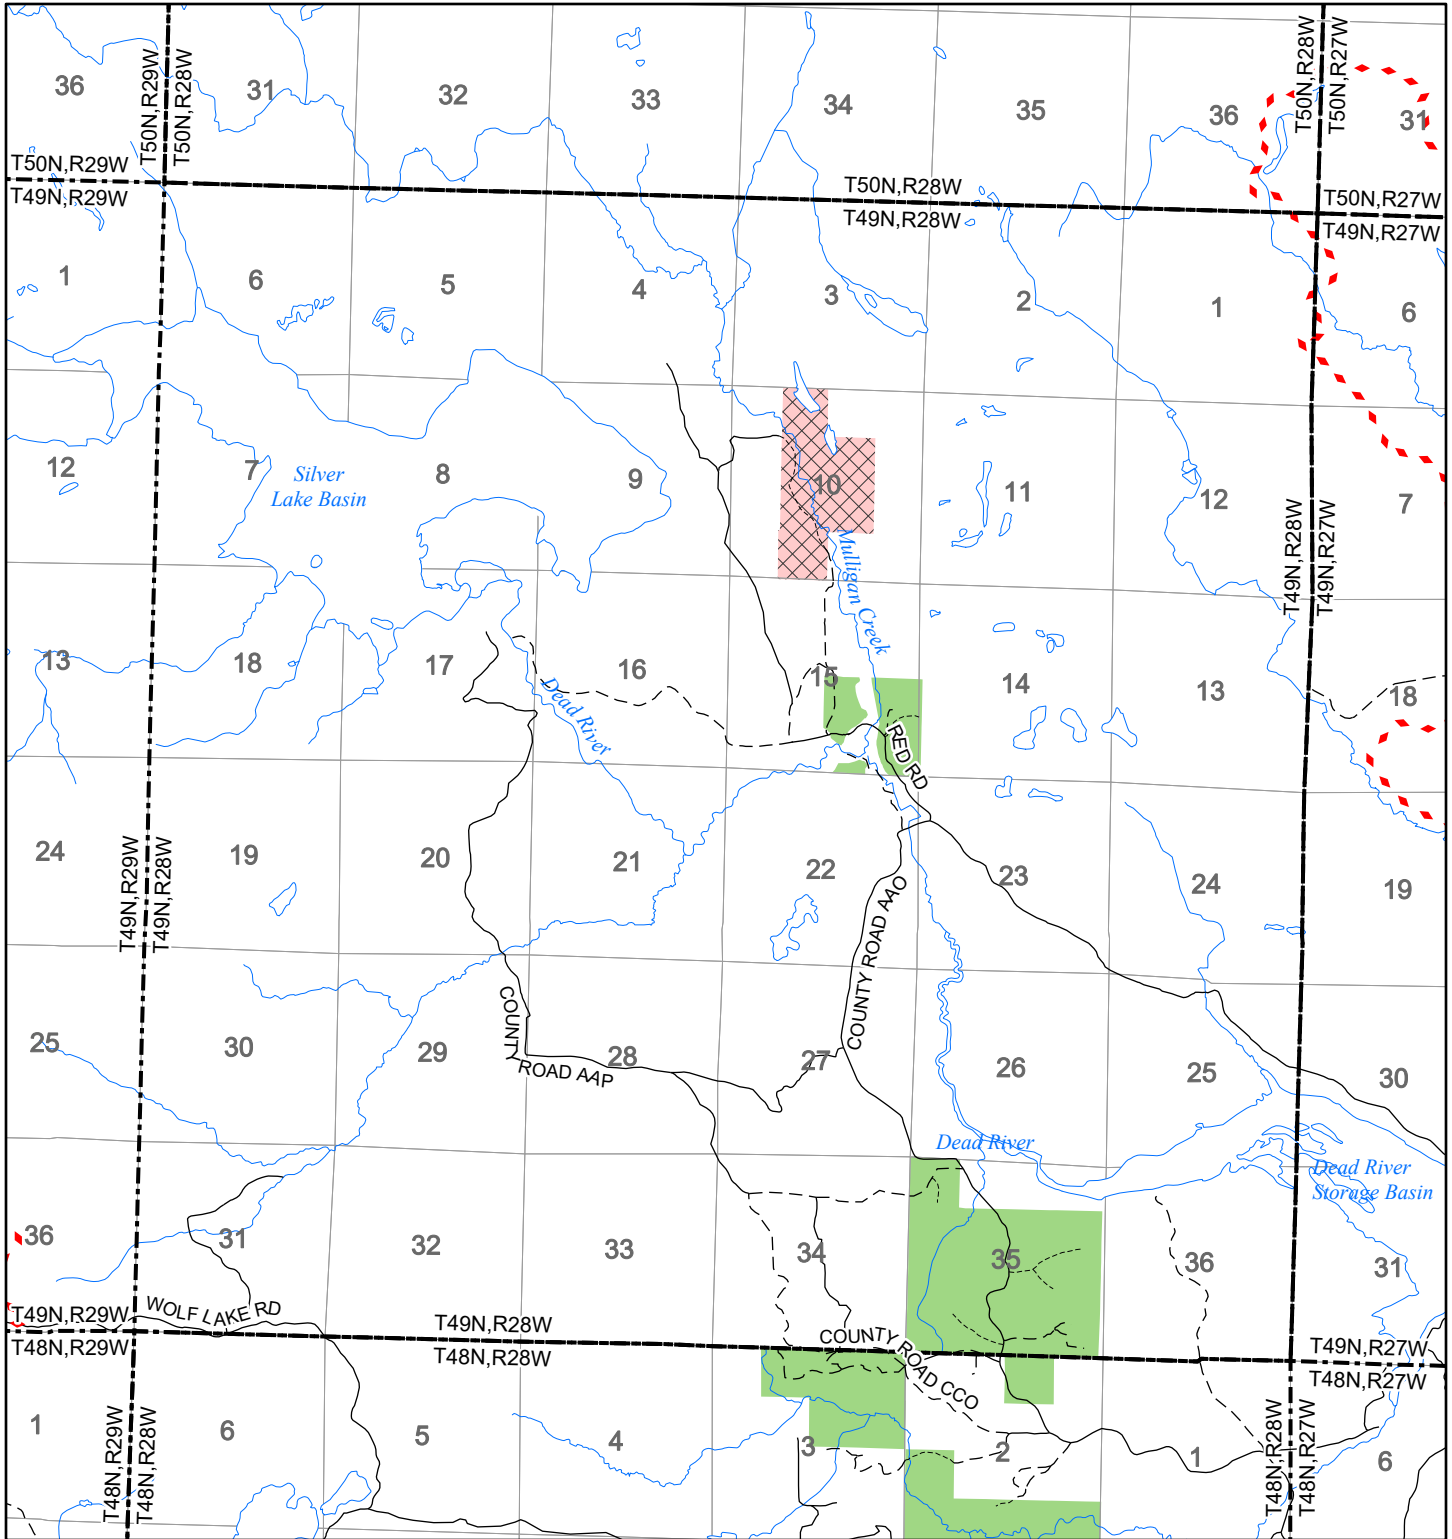 T50N,R29W
T50N,R28W
T50N,R28W
T50N,R27W
36
31
32
33
34
35
36
31
T50N,R29W
T49N,R29W
T50N,R28W
T49N,R28W
T50N,R27W
T49N,R27W
1
6
5
4
3
2
1
6
12
7
Silver
Lake Basin
8
9
10
11
12
7
Mulligan Creek
T49N,R28W
T49N,R27W
13
18
17
16
15
14
13
18
Dead River
RED RD
24
T49N,R29W
T49N,R28W
19
20
21
22
23
24
19
COUNTY ROAD AAO
25
30
29
COUNTY ROAD AAP
28
27
26
25
30
Dead River
Dead River
Storage Basin
36
31
32
33
34
35
36
31
WOLF LAKE RD
T49N,R29W
T48N,R29W
T49N,R28W
T48N,R28W
COUNTY ROAD CCO
T49N,R27W
T48N,R27W
1
6
5
4
3
2
1
6
T48N,R29W
T48N,R28W
T48N,R28W
T48N,R27W